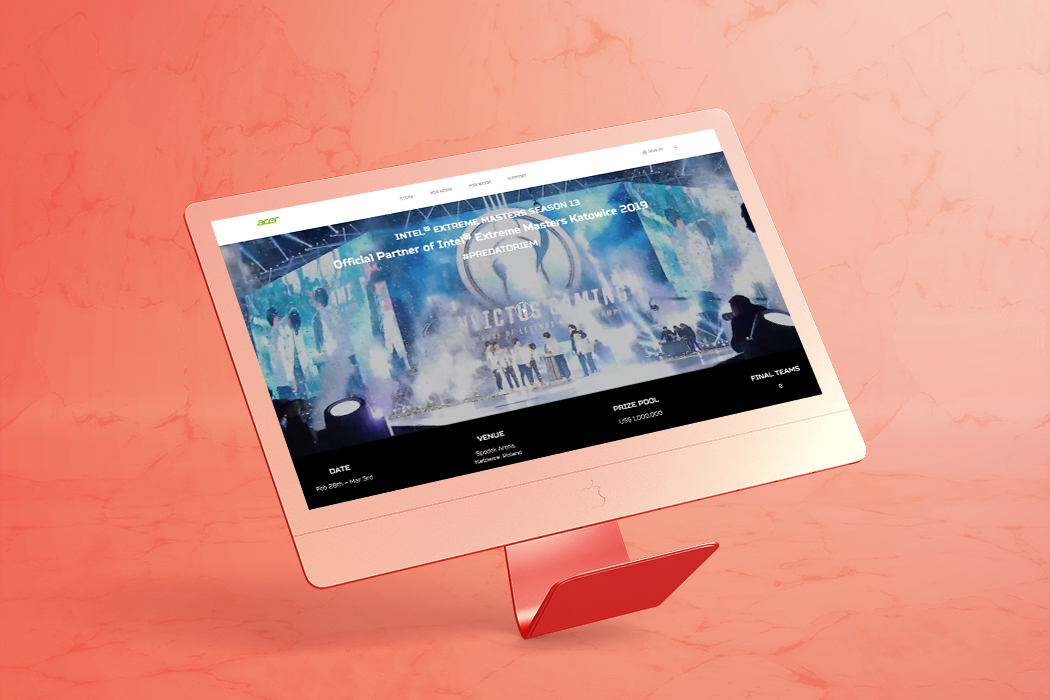 acer
STORE
FOR HOME
FOR WORK
SUPPORT
SIGN IN
INTEL® EXTREME MASTERS SEASON 13
Official Partner of Intel® Extreme Masters Katowice 2019
#PREDATORIEM
INVICTUS GAMING
DATE
Feb 28th - Mar 3rd
VENUE
Spodek Arena,
Katowice, Poland
PRIZE POOL
US$ 1,000,000
FINAL TEAMS